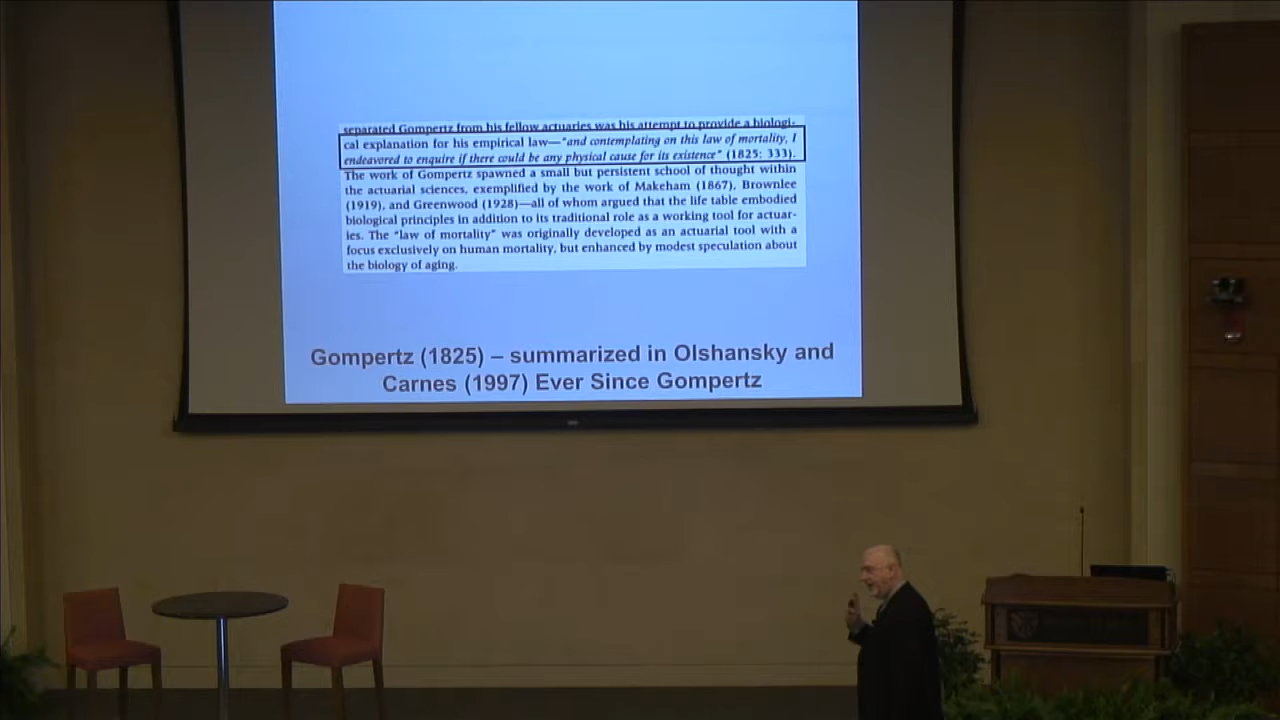 separated Gompertz from his fellow actuaries was his attempt to provide a biologi-
cal explanation for his empirical law—"and contemplating on this law of mortality, I
endeavored to enquire if there could be any physical cause for its existence" (1825: 333).
The work of Gompertz spawned a small but persistent school of thought within
the actuarial sciences, exemplified by the work of Makeham (1867), Brownlee
(1919), and Greenwood (1928)—all of whom argued that the life table embodied
biological principles in addition to its traditional role as a working tool for actuar-
ies. The "law of mortality" was originally developed as an actuarial tool with a
focus exclusively on human mortality, but enhanced by modest speculation about
the biology of aging.
Gompertz (1825) – summarized in Olshansky and
Carnes (1997) Ever Since Gompertz